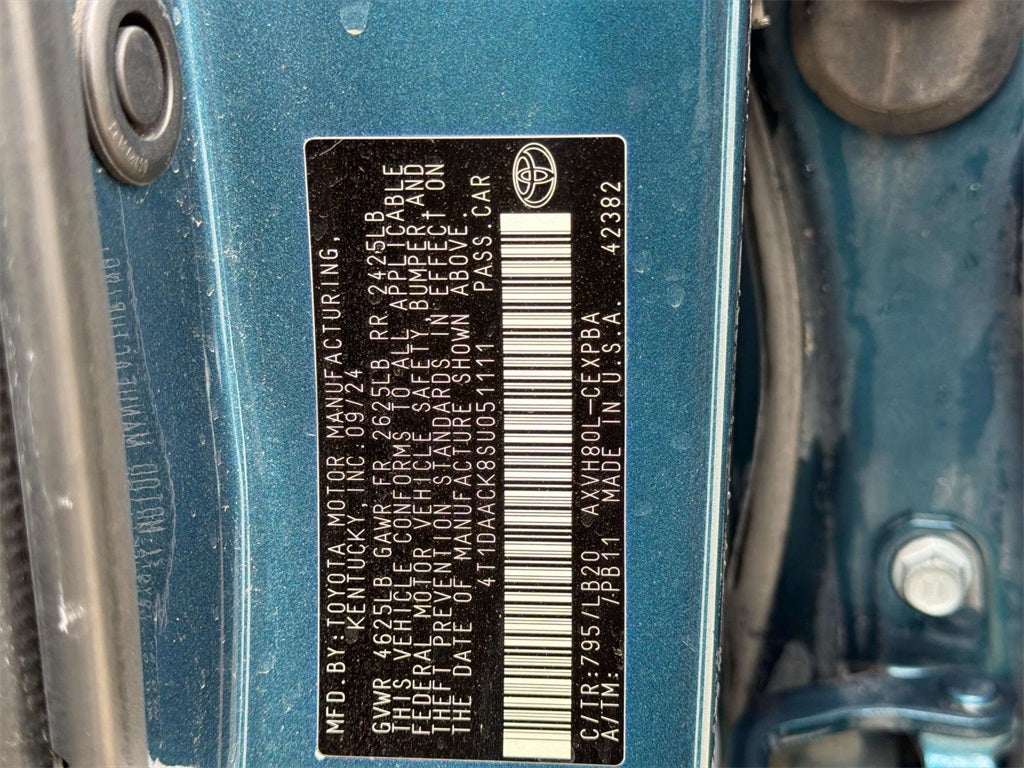 MFD.BY:TOYOTA MOTOR MANUFACTURING,
KENTUCKY,INC 09/24
GVWR 4625LB GAWR FR 2625LB RR 2425LB
THIS VEHICLE CONFORMS TO ALL APPLICABLE
FEDERAL MOTOR VEHICLE SAFETY,BUMPER,AND
THEFT PREVENTION STANDARDS IN EFFECT ON
THE DATE OF MANUFACTURE SHOWN ABOVE.
4T1DAACK8SU051111 PASS.CAR
C/TR:795/LB20 AXVH80L-CEXPBA
A/TM: /PB11 MADE IN U.S.A. 42382